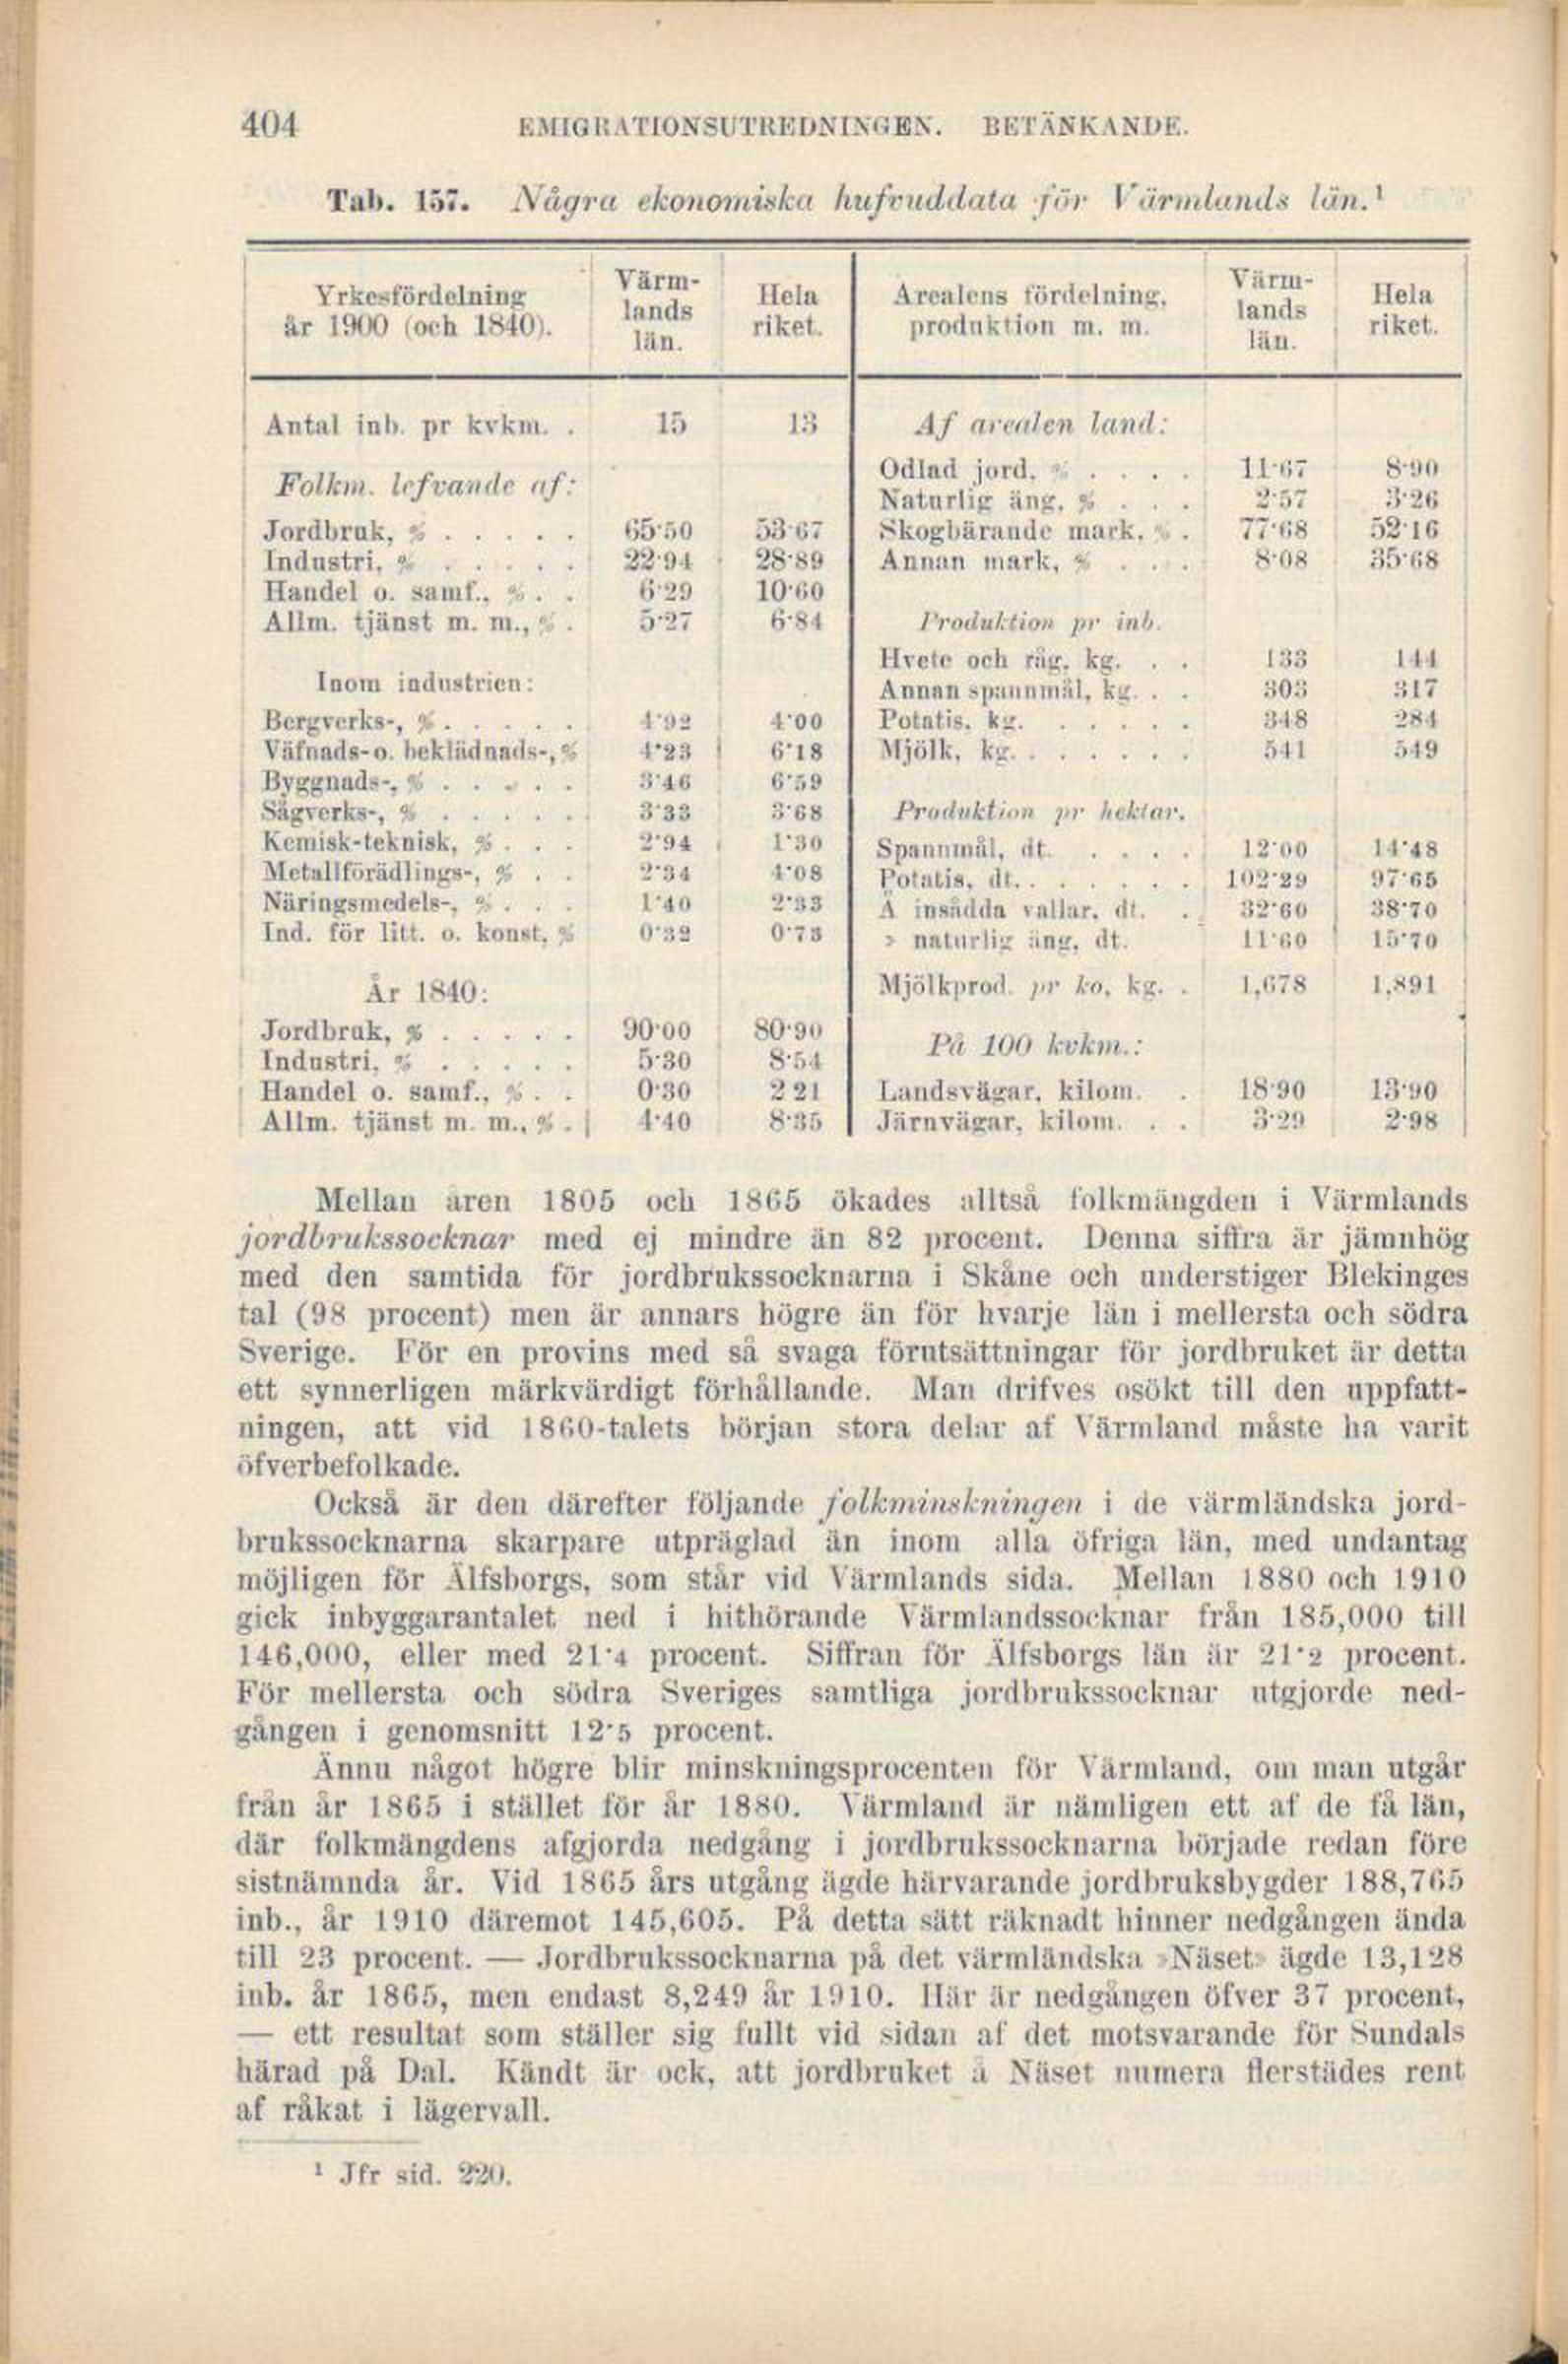 404 EMIGRATIONSUTREDNINGEN. BETÄNKANDE.
Tab. 157. Några ekonomiska hufvuddata för Värmlands län.¹
Yrkesfördelning år 1900 (och 1840). Värmlands län. Hela riket.
Antal inb. pr kvkm. . 15 13
Folkm. lefvande af:
Jordbruk, % . . . . . 65·50 53·67
Industri, % . . . . . 22·94 28·89
Handel o. samf., % . . 6·29 10·60
Allm. tjänst m. m., % . 5·27 6·84
Inom industrien:
Bergverks-, % . . . . . 4·92 4·00
Väfnads- o. beklädnads-, % 4·23 6·18
Byggnads-, % . . . . . 3·46 6·59
Sågverks-, % . . . . . . 3·33 3·68
Kemisk-teknisk, % . . . 2·94 1·30
Metallförädlings-, % . . 2·34 4·08
Näringsmedels-, % . . . 1·40 2·33
Ind. för litt. o. konst, % 0·32 0·73
År 1840:
Jordbruk, % . . . . . 90·00 80·90
Industri, % . . . . . 5·30 8·54
Handel o. samf., % . . 0·30 2·21
Allm. tjänst m. m., % . 4·40 8·35
Arealens fördelning, produktion m. m. Värmlands län. Hela riket.
Af arealen land:
Odlad jord, % . . . . 11·67 8·90
Naturlig äng, % . . . 2·57 3·26
Skogbärande mark, % . 77·68 52·16
Annan mark, % . . . 8·08 35·68
Produktion pr inb.
Hvete och råg, kg. . . 133 144
Annan spannmål, kg. . . 303 317
Potatis, kg. . . . . . 348 284
Mjölk, kg. . . . . . . 541 549
Produktion pr hektar.
Spannmål, dt. . . . . 12·00 14·48
Potatis, dt. . . . . . . 102·29 97·65
Å insådda vallar, dt. . 32·60 38·70
» naturlig äng, dt. 11·60 15·70
Mjölkprod. pr ko, kg. . 1,678 1,891
På 100 kvkm.:
Landsvägar, kilom. . 18·90 13·90
Järnvägar, kilom. . . 3·29 2·98
Mellan åren 1805 och 1865 ökades alltså folkmängden i Värmlands
jordbrukssocknar med ej mindre än 82 procent. Denna siffra är jämnhög
med den samtida för jordbrukssocknarna i Skåne och understiger Blekinges
tal (98 procent) men är annars högre än för hvarje län i mellersta och södra
Sverige. För en provins med så svaga förutsättningar för jordbruket är detta
ett synnerligen märkvärdigt förhållande. Man drifves osökt till den uppfatt-
ningen, att vid 1860-talets början stora delar af Värmland måste ha varit
öfverbefolkade.
Också är den därefter följande folkminskningen i de värmländska jord-
brukssocknarna skarpare utpräglad än inom alla öfriga län, med undantag
möjligen för Älfsborgs, som står vid Värmlands sida. Mellan 1880 och 1910
gick inbyggarantalet ned i hithörande Värmlandssocknar från 185,000 till
146,000, eller med 21·4 procent. Siffran för Älfsborgs län är 21·2 procent.
För mellersta och södra Sveriges samtliga jordbrukssocknar utgjorde ned-
gången i genomsnitt 12·5 procent.
Ännu något högre blir minskningsprocenten för Värmland, om man utgår
från år 1865 i stället för år 1880. Värmland är nämligen ett af de få län,
där folkmängdens afgjorda nedgång i jordbrukssocknarna började redan före
sistnämnda år. Vid 1865 års utgång ägde härvarande jordbruksbygder 188,765
inb., år 1910 däremot 145,605. På detta sätt räknadt hinner nedgången ända
till 23 procent. — Jordbrukssocknarna på det värmländska »Näset» ägde 13,128
inb. år 1865, men endast 8,249 år 1910. Här är nedgången öfver 37 procent,
— ett resultat som ställer sig fullt vid sidan af det motsvarande för Sundals
härad på Dal. Kändt är ock, att jordbruket å Näset numera flerstädes rent
af råkat i lägervall.
¹ Jfr sid. 220.